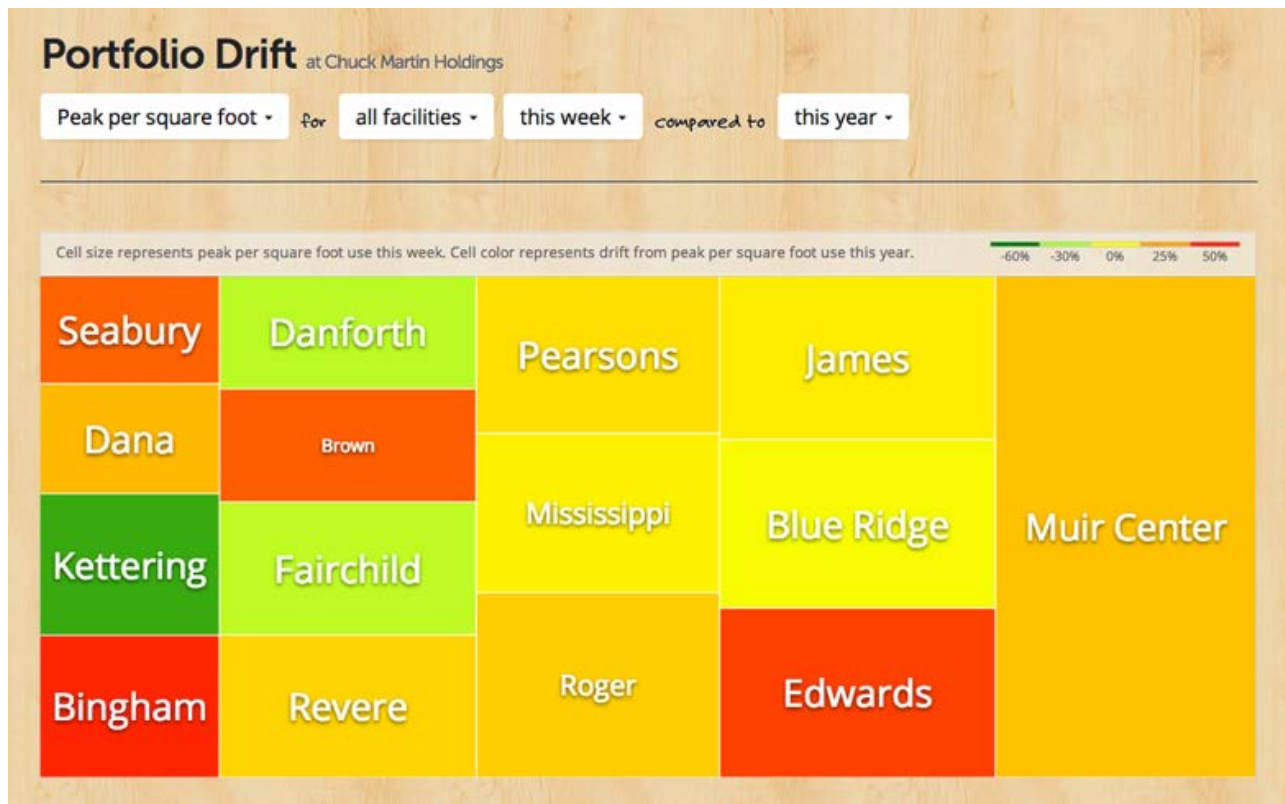 Portfolio Drift at Chuck Martin Holdings
Peak per square foot for all facilities this week compared to this year
Cell size represents peak per square foot use this week. Cell color represents drift from peak per square foot use this year.
-60% -30% 0% 25% 50%
Seabury
Danforth
Pearsons
James
Dana
Brown
Mississippi
Blue Ridge
Muir Center
Kettering
Fairchild
Roger
Edwards
Bingham
Revere